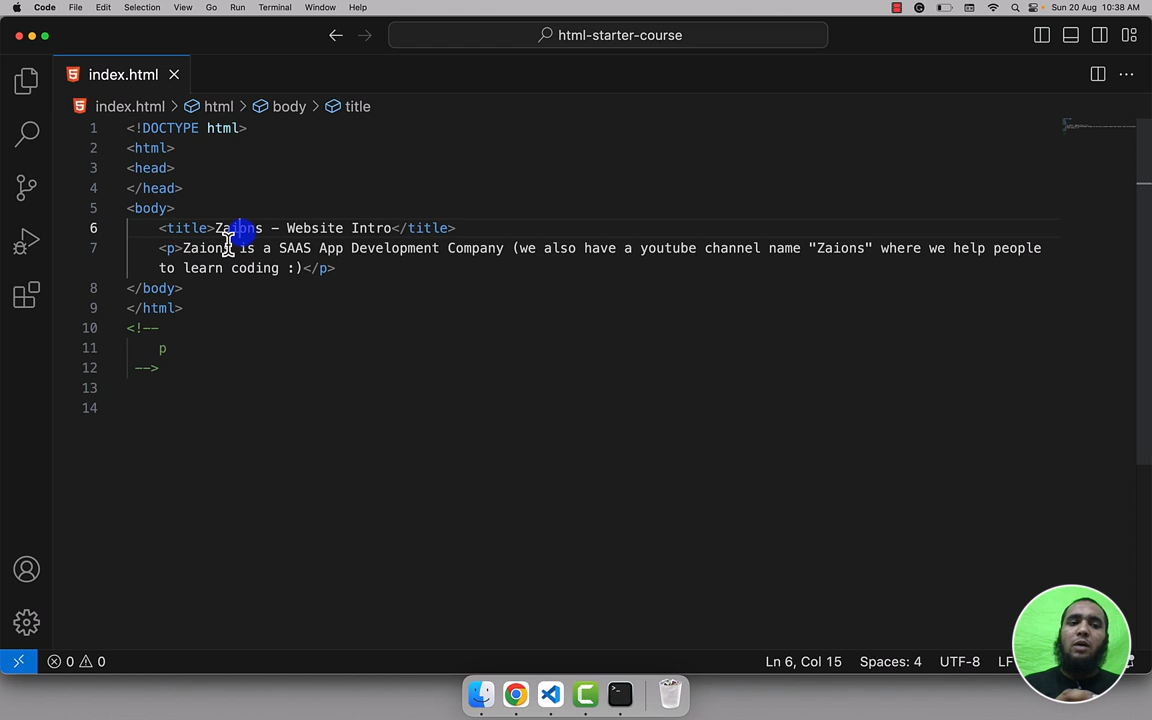 Code File Edit Selection View Go Run Terminal Window Help Sun 20 Aug 10:38 AM
html-starter-course
index.html
index.html > html > body > title
1 <!DOCTYPE html>
2 <html>
3 <head>
4 </head>
5 <body>
6 <title>Zaions - Website Intro</title>
7 <p>Zaions is a SAAS App Development Company (we also have a youtube channel name "Zaions" where we help people
to learn coding :)</p>
8 </body>
9 </html>
10 <!--
11 p
12 -->
13
14
0 0 Ln 6, Col 15 Spaces: 4 UTF-8 LF